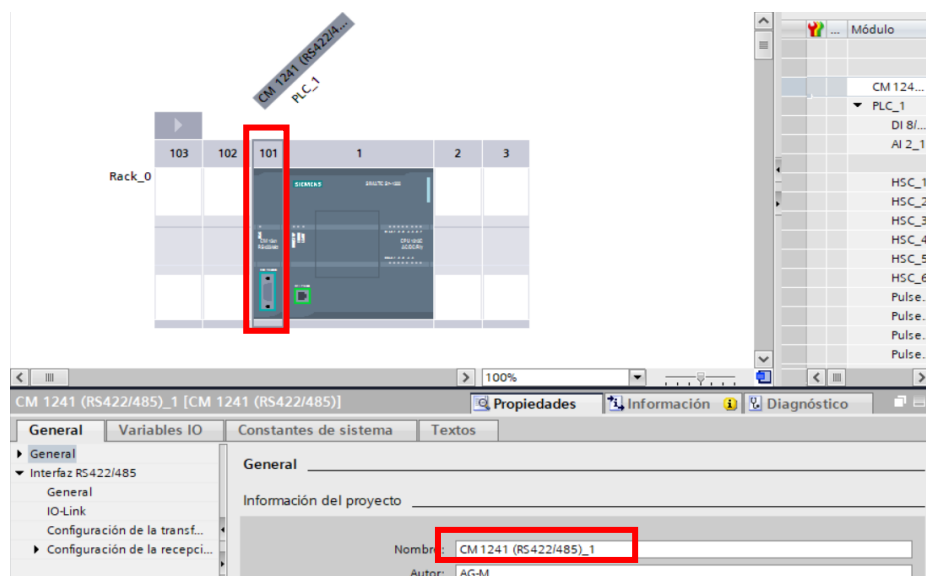 CM 1241 (RS422/4...
PLC_1
103 102 101 1 2 3
Rack_0
SIEMENS
100%
... Módulo
CM 124...
PLC_1
DI 8/...
AI 2_1
HSC_1
HSC_2
HSC_3
HSC_4
HSC_5
HSC_6
Pulse.
Pulse.
Pulse.
Pulse.
CM 1241 (RS422/485)_1 [CM 1241 (RS422/485)]
Propiedades Información Diagnóstico
General Variables IO Constantes de sistema Textos
General
Interfaz RS422/485
General
IO-Link
Configuración de la transf...
Configuración de la recepci...
General
Información del proyecto
Nombre: CM 1241 (RS422/485)_1
Autor: AG-M